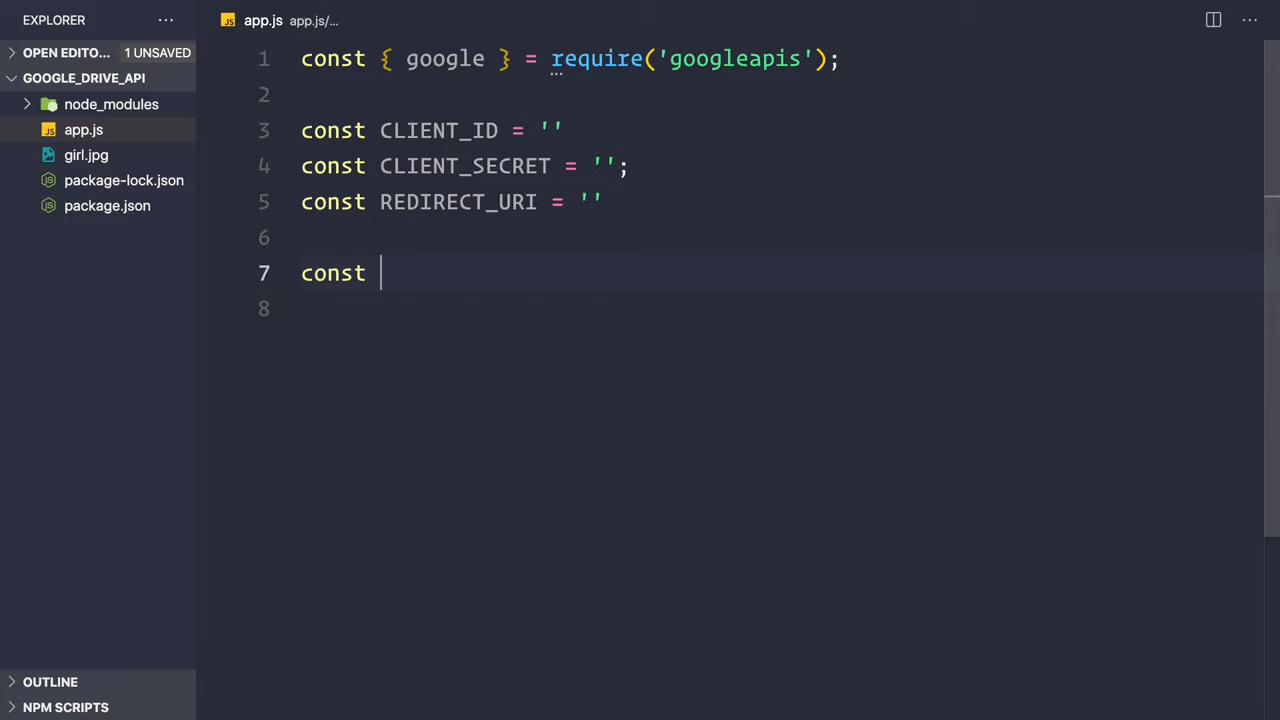 EXPLORER
OPEN EDITO... 1 UNSAVED
GOOGLE_DRIVE_API
node_modules
JS app.js
girl.jpg
package-lock.json
package.json
OUTLINE
NPM SCRIPTS
JS app.js app.js/...
1 const { google } = require('googleapis');
2
3 const CLIENT_ID = ''
4 const CLIENT_SECRET = '';
5 const REDIRECT_URI = ''
6
7 const
8